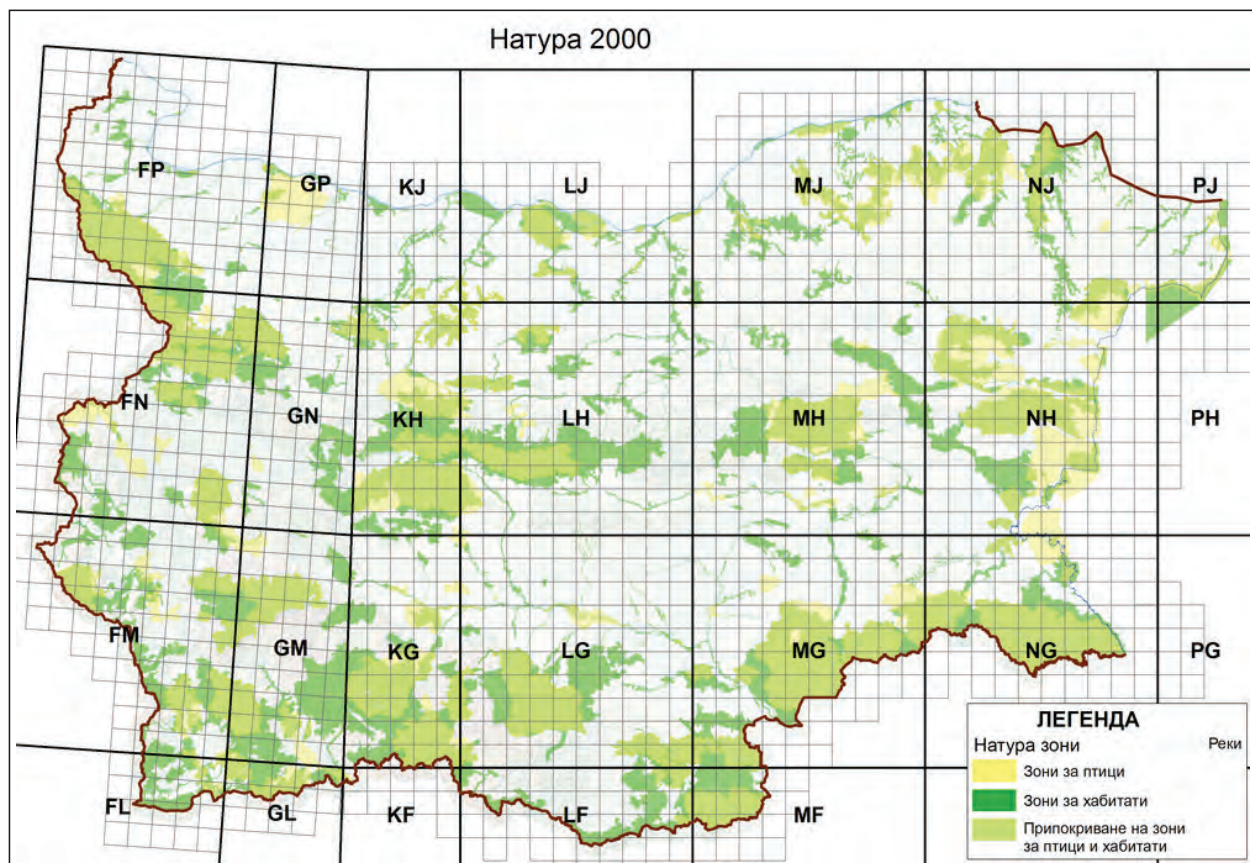 Натура 2000
FP
GP
KJ
LJ
MJ
NJ
PJ
FN
GN
KH
LH
MH
NH
PH
FM
GM
KG
LG
MG
NG
PG
FL
GL
KF
LF
MF
ЛЕГЕНДА
Натура зони
Реки
Зони за птици
Зони за хабитати
Припокриване на зони
за птици и хабитати